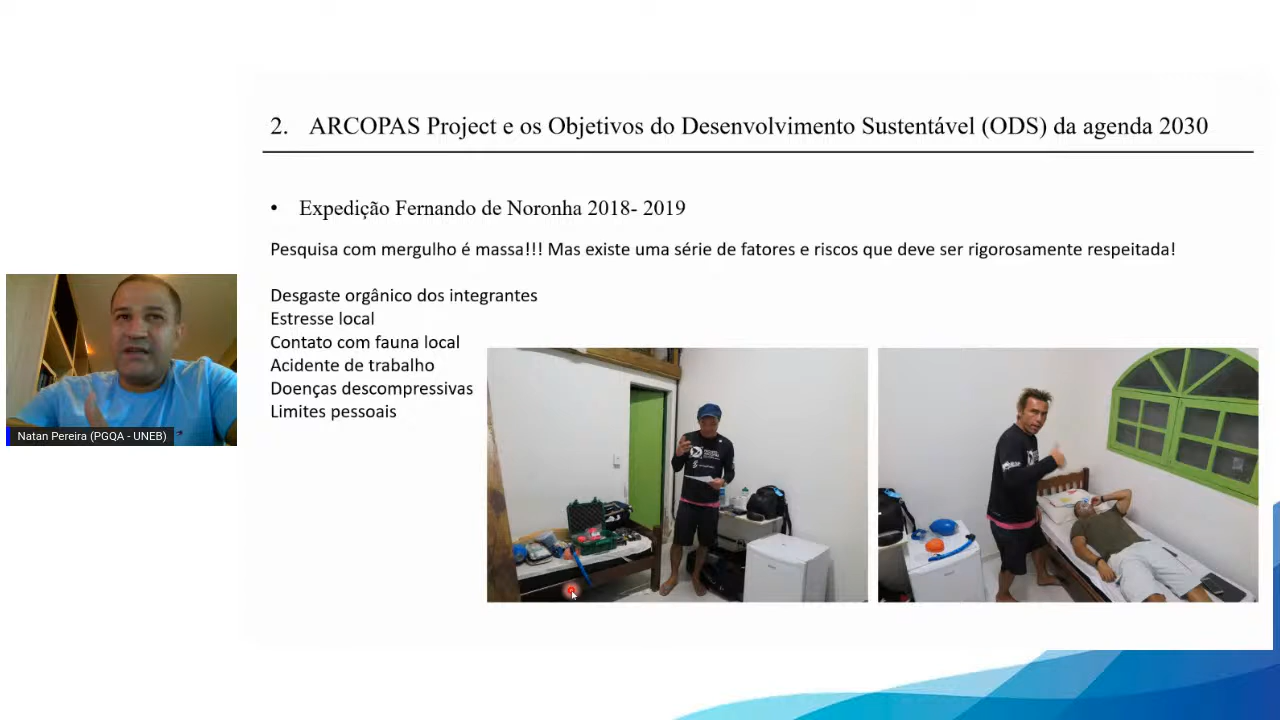 2. ARCOPAS Project e os Objetivos do Desenvolvimento Sustentável (ODS) da agenda 2030
• Expedição Fernando de Noronha 2018- 2019
Pesquisa com mergulho é massa!!! Mas existe uma série de fatores e riscos que deve ser rigorosamente respeitada!
Desgaste orgânico dos integrantes
Estresse local
Contato com fauna local
Acidente de trabalho
Doenças descompressivas
Limites pessoais
Natan Pereira (PGQA - UNEB)